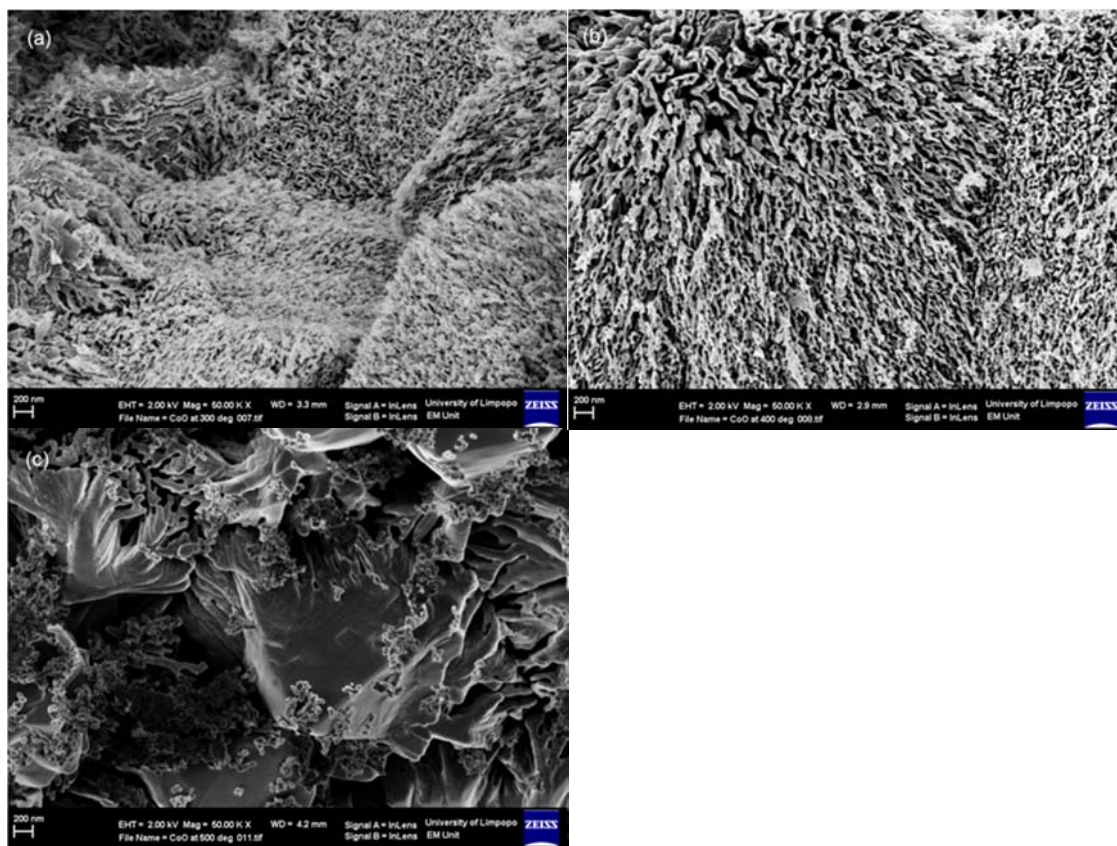 (a)
200 nm
EHT = 2.00 kV Mag = 50.00 K X WD = 3.3 mm Signal A = InLens University of Limpopo
File Name = CoO at 300 deg 007.tif Signal B = InLens EM Unit
ZEISS
(b)
200 nm
EHT = 2.00 kV Mag = 50.00 K X WD = 2.9 mm Signal A = InLens University of Limpopo
File Name = CoO at 400 deg 009.tif Signal B = InLens EM Unit
ZEISS
(c)
200 nm
EHT = 2.00 kV Mag = 50.00 K X WD = 4.2 mm Signal A = InLens University of Limpopo
File Name = CoO at 500 deg 011.tif Signal B = InLens EM Unit
ZEISS